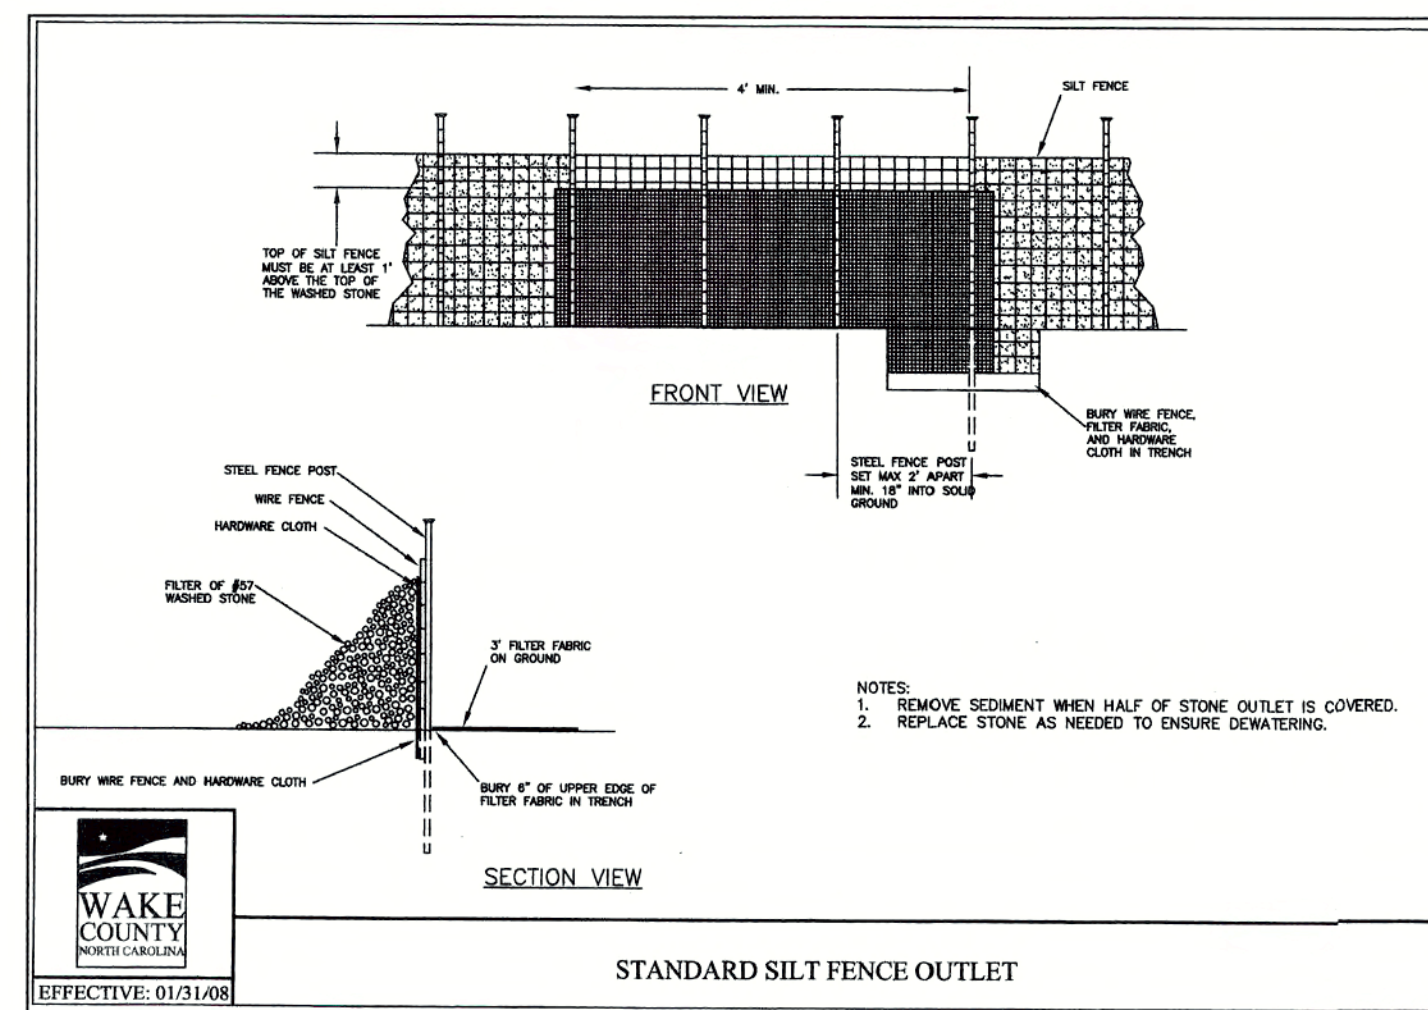 4' MIN.
SILT FENCE
TOP OF SILT FENCE
MUST BE AT LEAST 1'
ABOVE THE TOP OF
THE WASHED STONE
FRONT VIEW
BURY WIRE FENCE,
FILTER FABRIC,
AND HARDWARE
CLOTH IN TRENCH
STEEL FENCE POST
SET MAX 2' APART
MIN. 18" INTO SOLID
GROUND
STEEL FENCE POST
WIRE FENCE
HARDWARE CLOTH
FILTER OF #57
WASHED STONE
3' FILTER FABRIC
ON GROUND
BURY WIRE FENCE AND HARDWARE CLOTH
BURY 6" OF UPPER EDGE OF
FILTER FABRIC IN TRENCH
SECTION VIEW
NOTES:
1. REMOVE SEDIMENT WHEN HALF OF STONE OUTLET IS COVERED.
2. REPLACE STONE AS NEEDED TO ENSURE DEWATERING.
WAKE
COUNTY
NORTH CAROLINA
EFFECTIVE: 01/31/08
STANDARD SILT FENCE OUTLET